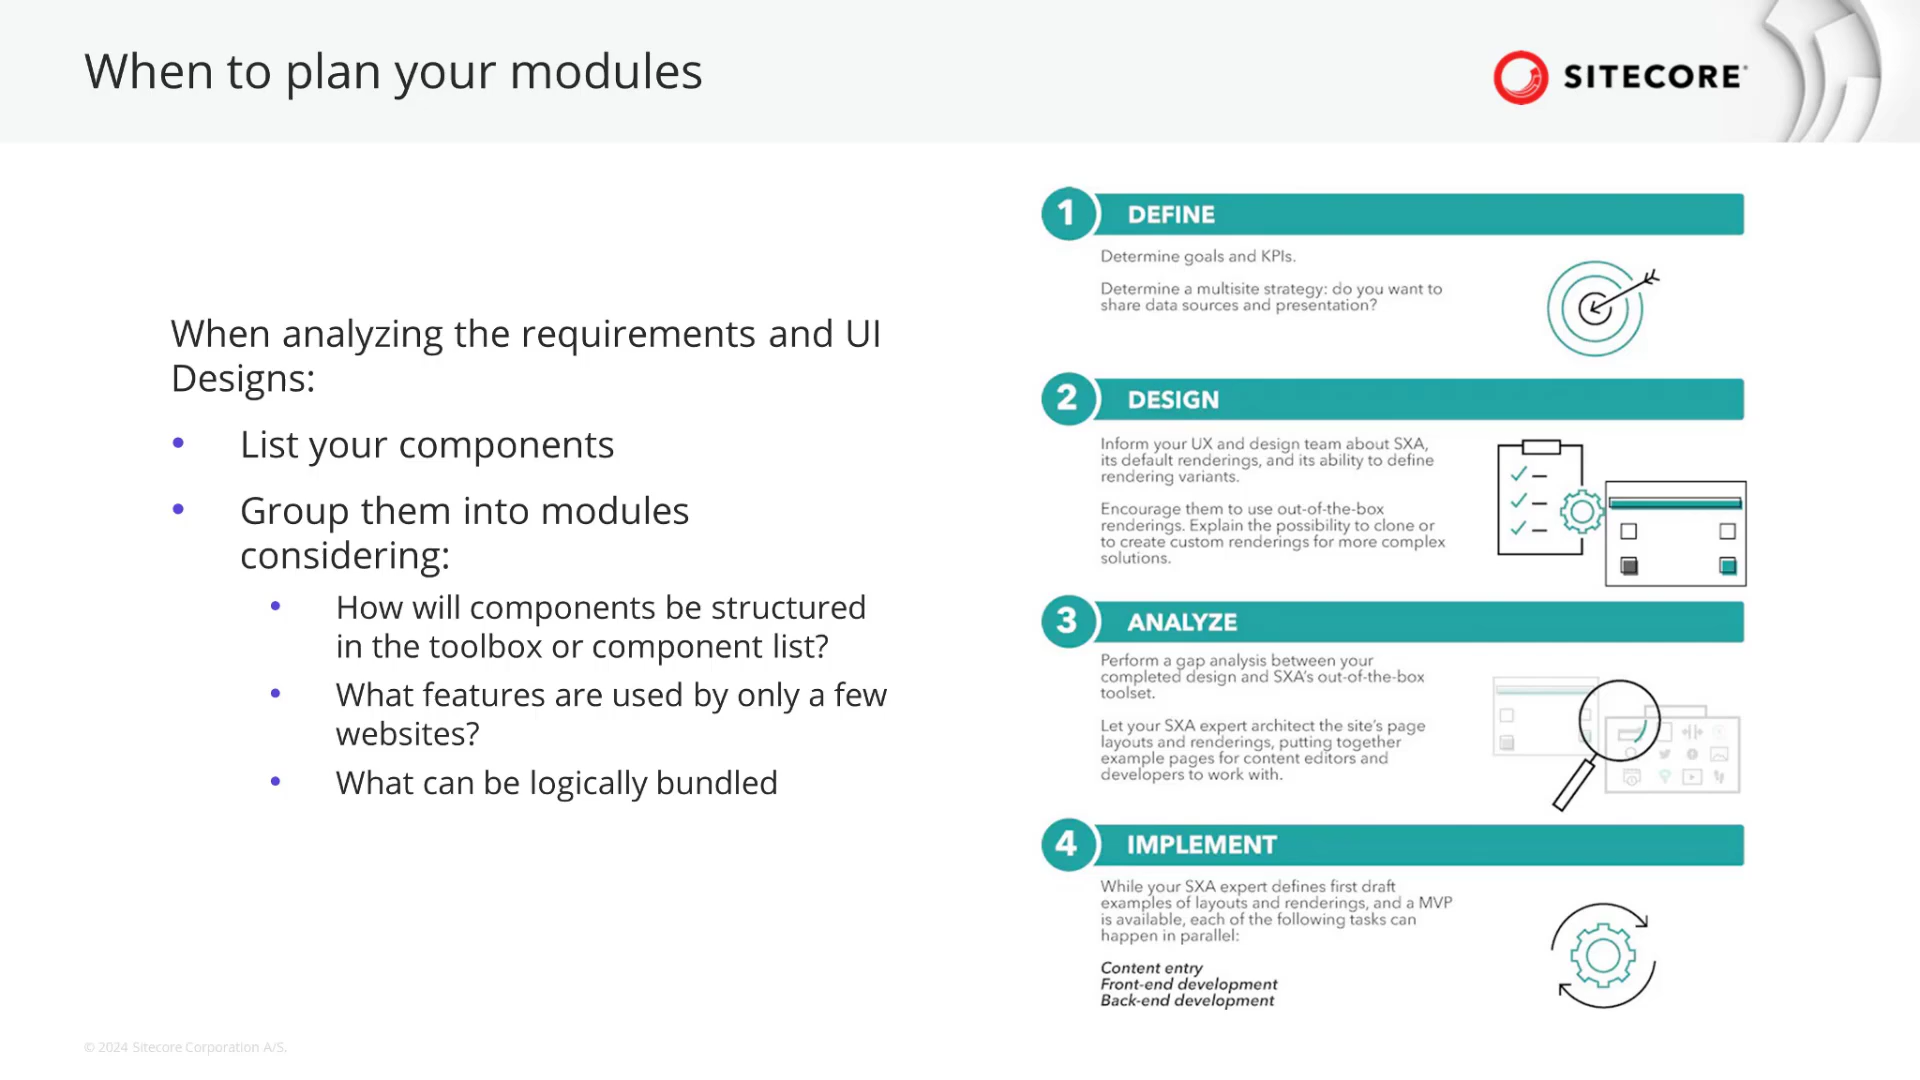 When to plan your modules
SITECORE
When analyzing the requirements and UI
Designs:
• List your components
• Group them into modules
considering:
• How will components be structured
in the toolbox or component list?
• What features are used by only a few
websites?
• What can be logically bundled
1 DEFINE
Determine goals and KPIs.
Determine a multisite strategy: do you want to
share data sources and presentation?
2 DESIGN
Inform your UX and design team about SXA,
its default renderings, and its ability to define
rendering variants.
Encourage them to use out-of-the-box
renderings. Explain the possibility to clone or
to create custom renderings for more complex
solutions.
3 ANALYZE
Perform a gap analysis between your
completed design and SXA's out-of-the-box
toolset.
Let your SXA expert architect the site's page
layouts and renderings, putting together
example pages for content editors and
developers to work with.
4 IMPLEMENT
While your SXA expert defines first draft
examples of layouts and renderings, and a MVP
is available, each of the following tasks can
happen in parallel:
Content entry
Front-end development
Back-end development
© 2024 Sitecore Corporation A/S.